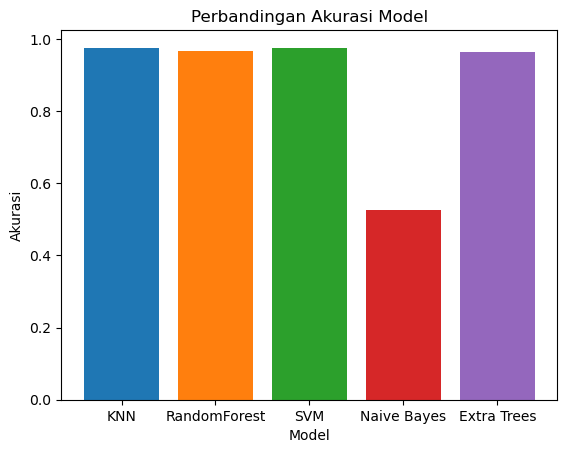 Perbandingan Akurasi Model
Akurasi
1.0
0.8
0.6
0.4
0.2
0.0
KNN RandomForest SVM Naive Bayes Extra Trees
Model